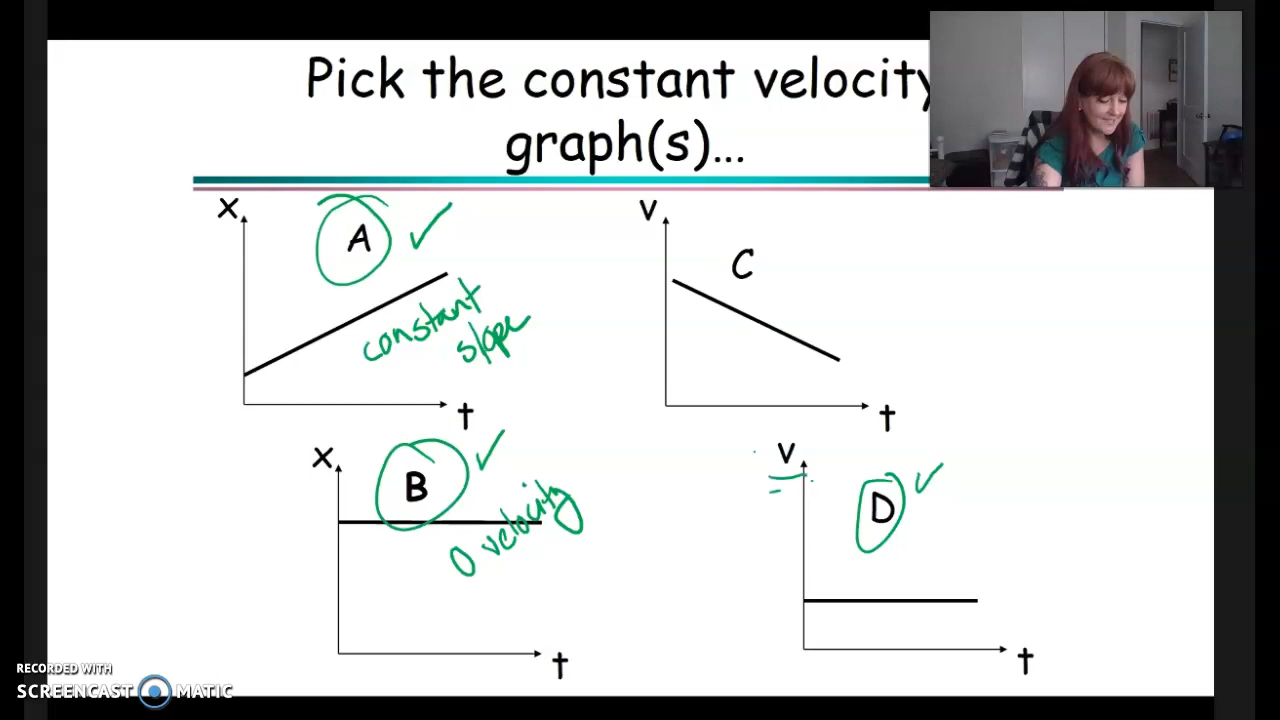 Pick the constant velocity
graph(s)...
x
A
constant
slope
t
v
C
t
x
B
0 velocity
t
v
D
t
RECORDED WITH
SCREENCAST MATIC